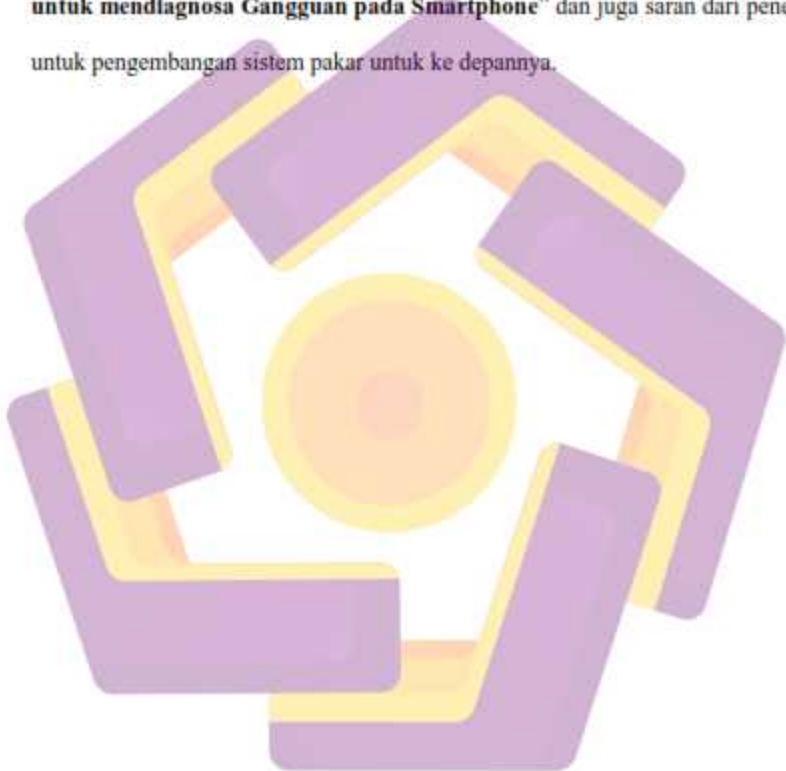 untuk mendiagnosa Gangguan pada Smartphone" dan juga saran dari
untuk pengembangan sistem pakar untuk ke depannya.